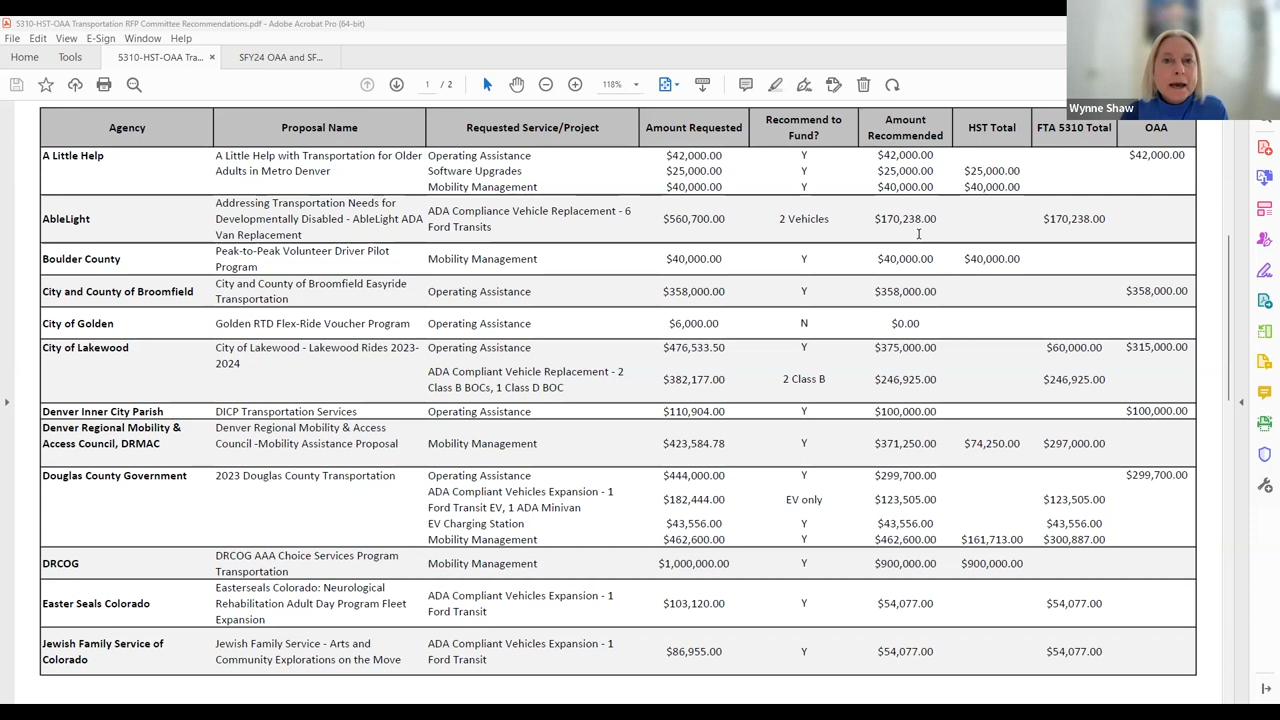 5310-HST-OAA Transportation RFP Committee Recommendations.pdf - Adobe Acrobat Pro (64-bit)
File Edit View E-Sign Window Help
Home Tools 5310-HST-OAA Tra... × SFY24 OAA and SF...
1 / 2 118%
Wynne Shaw
Agency Proposal Name Requested Service/Project Amount Requested Recommend to Fund? Amount Recommended HST Total FTA 5310 Total OAA
A Little Help A Little Help with Transportation for Older Operating Assistance $42,000.00 Y $42,000.00 $42,000.00
Adults in Metro Denver Software Upgrades $25,000.00 Y $25,000.00 $25,000.00
Mobility Management $40,000.00 Y $40,000.00 $40,000.00
Addressing Transportation Needs for
AbleLight Developmentally Disabled - AbleLight ADA ADA Compliance Vehicle Replacement - 6 $560,700.00 2 Vehicles $170,238.00 $170,238.00
Van Replacement Ford Transits
Boulder County Peak-to-Peak Volunteer Driver Pilot Mobility Management $40,000.00 Y $40,000.00 $40,000.00
Program
City and County of Broomfield City and County of Broomfield Easyride Operating Assistance $358,000.00 Y $358,000.00 $358,000.00
Transportation
City of Golden Golden RTD Flex-Ride Voucher Program Operating Assistance $6,000.00 N $0.00
City of Lakewood City of Lakewood - Lakewood Rides 2023- Operating Assistance $476,533.50 Y $375,000.00 $60,000.00 $315,000.00
2024
ADA Compliant Vehicle Replacement - 2 $382,177.00 2 Class B $246,925.00 $246,925.00
Class B BOCs, 1 Class D BOC
Denver Inner City Parish DICP Transportation Services Operating Assistance $110,904.00 Y $100,000.00 $100,000.00
Denver Regional Mobility & Denver Regional Mobility & Access
Access Council, DRMAC Council -Mobility Assistance Proposal Mobility Management $423,584.78 Y $371,250.00 $74,250.00 $297,000.00
Douglas County Government 2023 Douglas County Transportation Operating Assistance $444,000.00 Y $299,700.00 $299,700.00
ADA Compliant Vehicles Expansion - 1 $182,444.00 EV only $123,505.00 $123,505.00
Ford Transit EV, 1 ADA Minivan
EV Charging Station $43,556.00 Y $43,556.00 $43,556.00
Mobility Management $462,600.00 Y $462,600.00 $161,713.00 $300,887.00
DRCOG DRCOG AAA Choice Services Program Mobility Management $1,000,000.00 Y $900,000.00 $900,000.00
Transportation
Easterseals Colorado: Neurological
Easter Seals Colorado Rehabilitation Adult Day Program Fleet ADA Compliant Vehicles Expansion - 1 $103,120.00 Y $54,077.00 $54,077.00
Expansion Ford Transit
Jewish Family Service of Jewish Family Service - Arts and ADA Compliant Vehicles Expansion - 1 $86,955.00 Y $54,077.00 $54,077.00
Colorado Community Explorations on the Move Ford Transit